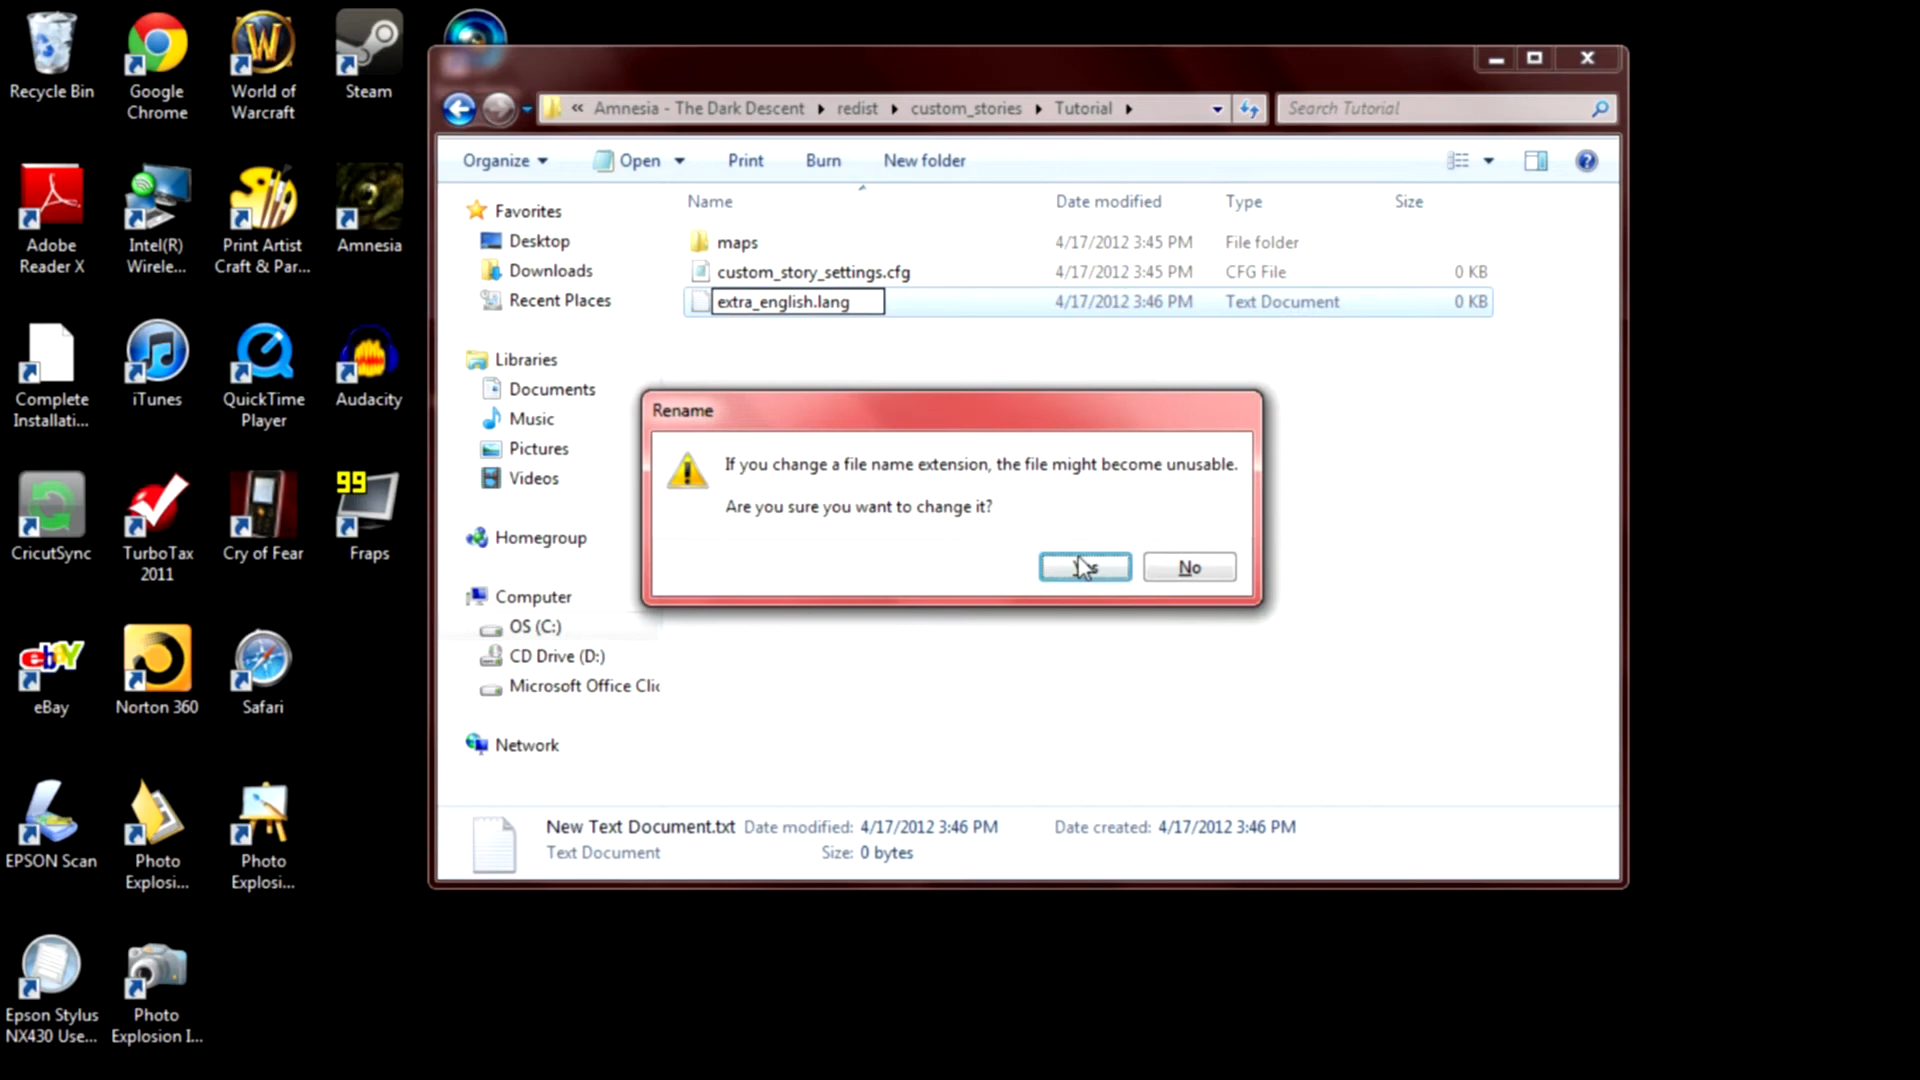 Recycle Bin
Google
Chrome
World of
Warcraft
Steam
Adobe
Reader X
Intel(R)
Wirele...
Print Artist
Craft & Par...
Amnesia
Complete
Installati...
iTunes
QuickTime
Player
Audacity
CricutSync
TurboTax
2011
Cry of Fear
99
Fraps
ebay
eBay
Norton 360
Safari
EPSON Scan
Photo
Explosi...
Photo
Explosi...
Epson Stylus
NX430 Use...
Photo
Explosion I...
« Amnesia - The Dark Descent redist custom_stories Tutorial
Search Tutorial
Organize Open Print Burn New folder
Name Date modified Type Size
maps 4/17/2012 3:45 PM File folder
custom_story_settings.cfg 4/17/2012 3:45 PM CFG File 0 KB
extra_english.lang 4/17/2012 3:46 PM Text Document 0 KB
Favorites
Desktop
Downloads
Recent Places
Libraries
Documents
Music
Pictures
Videos
Homegroup
Computer
OS (C:)
CD Drive (D:)
Microsoft Office Clic
Network
Rename
If you change a file name extension, the file might become unusable.
Are you sure you want to change it?
No
New Text Document.txt Date modified: 4/17/2012 3:46 PM Date created: 4/17/2012 3:46 PM
Text Document Size: 0 bytes